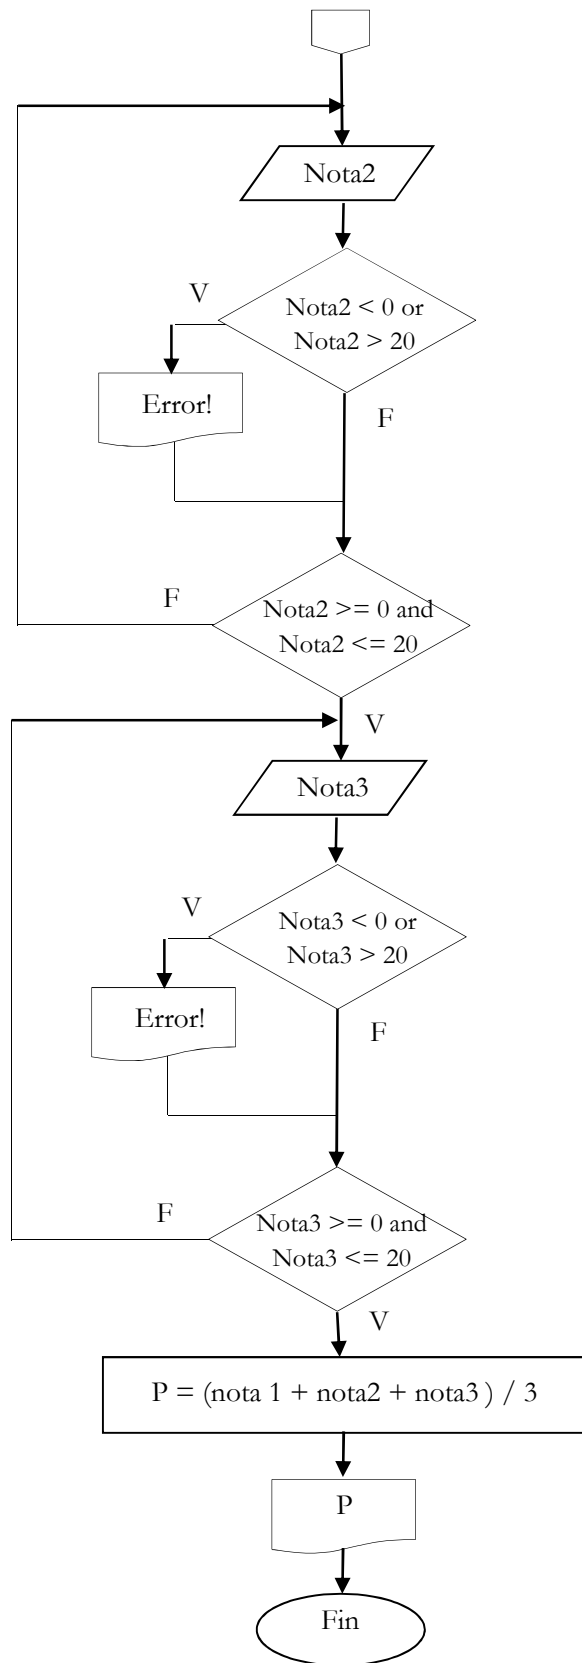 Nota2
V
Nota2 < 0 or
Nota2 > 20
Error!
F
F
Nota2 >= 0 and
Nota2 <= 20
V
Nota3
V
Nota3 < 0 or
Nota3 > 20
Error!
F
F
Nota3 >= 0 and
Nota3 <= 20
V
P = (nota 1 + nota2 + nota3 ) / 3
P
Fin